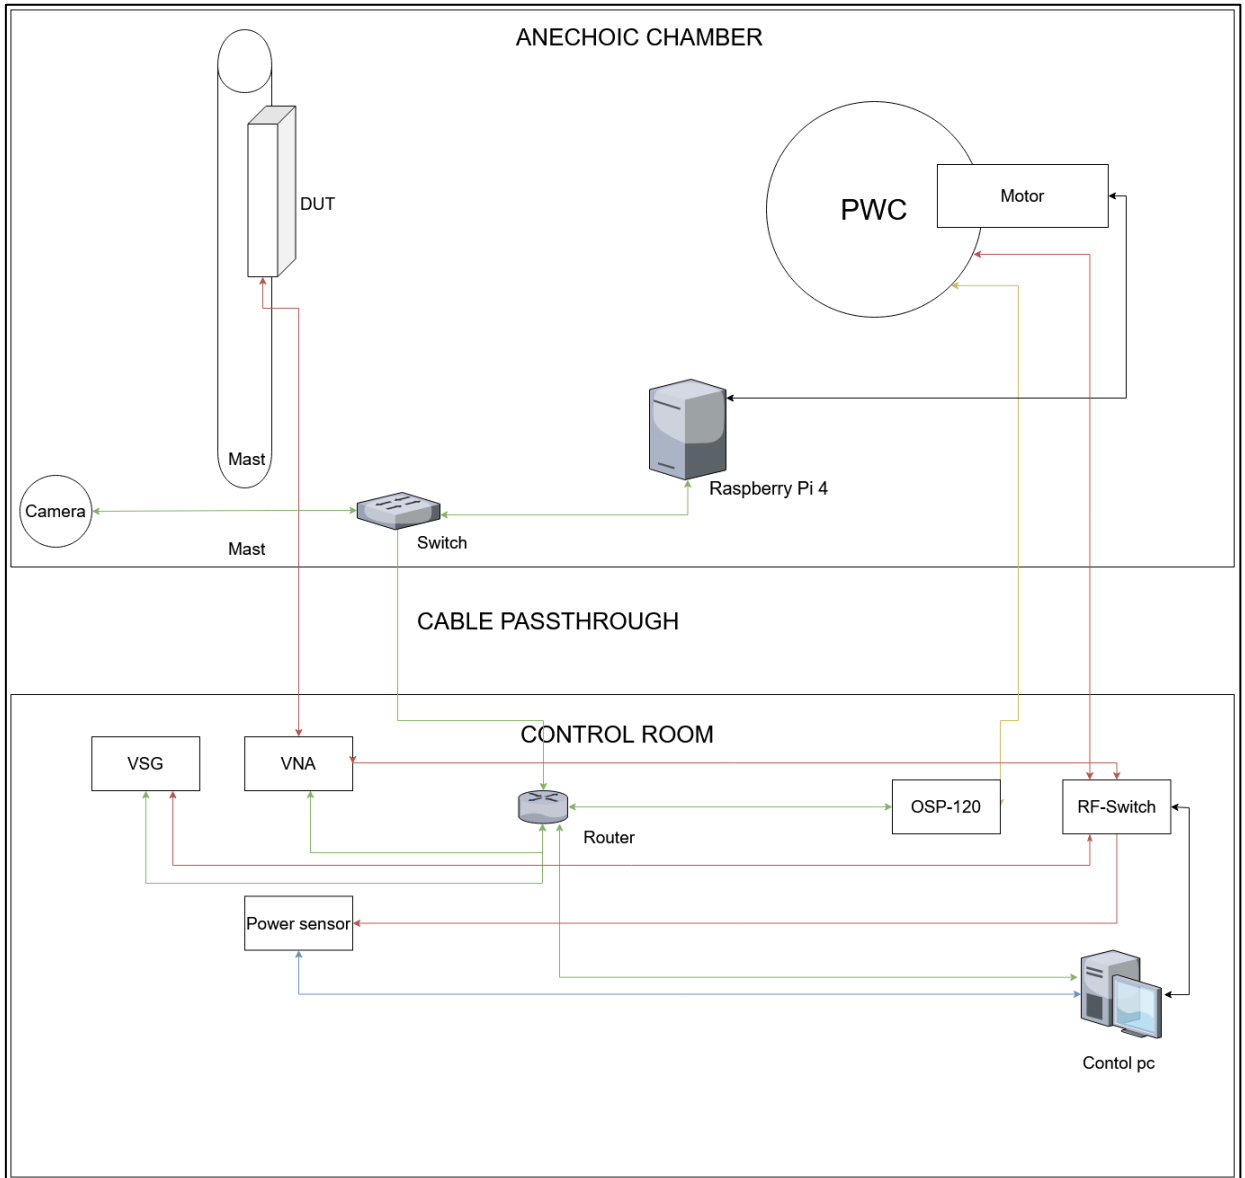 ANECHOIC CHAMBER
DUT
PWC
Motor
Mast
Camera
Raspberry Pi 4
Switch
Mast
CABLE PASSTHROUGH
CONTROL ROOM
VSG
VNA
OSP-120
RF-Switch
Router
Power sensor
Contol pc